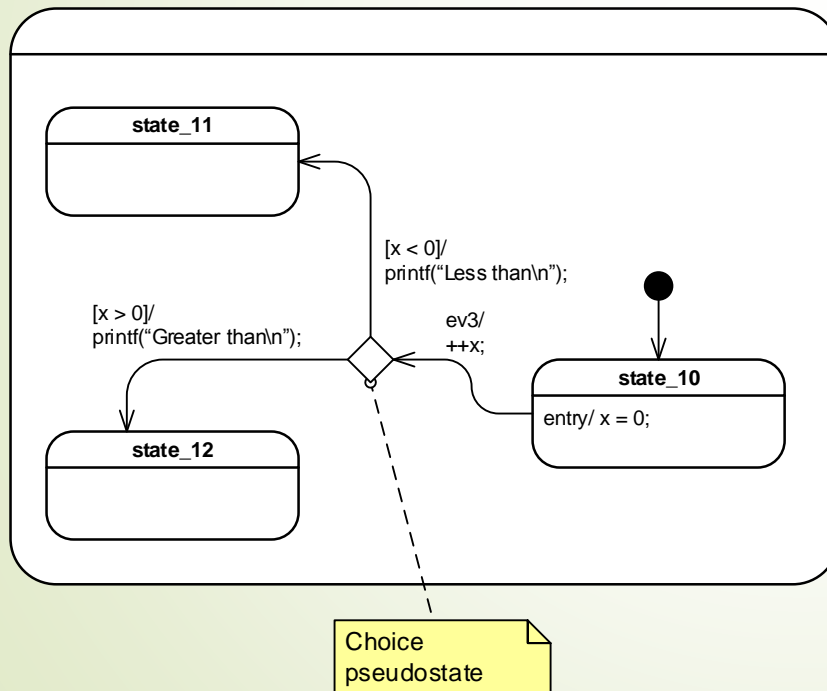 state_11
[x < 0]/
printf(“Less than\n”);
[x > 0]/
printf(“Greater than\n”);
ev3/
++x;
state_10
entry/ x = 0;
state_12
Choice
pseudostate